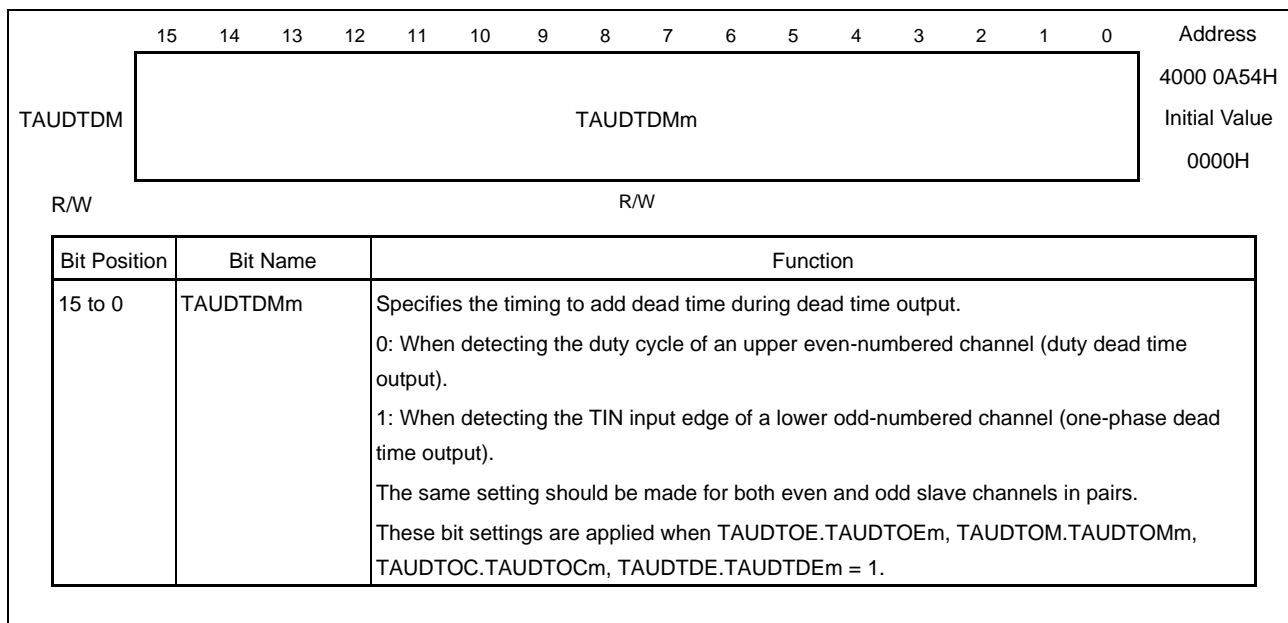 15 14 13 12 11 10 9 8 7 6 5 4 3 2 1 0 Address
4000 0A54H
TAUDTDM TAUDTDMm Initial Value
0000H
R/W R/W
Bit Position Bit Name Function
15 to 0 TAUDTDMm Specifies the timing to add dead time during dead time output.
0: When detecting the duty cycle of an upper even-numbered channel (duty dead time
output).
1: When detecting the TIN input edge of a lower odd-numbered channel (one-phase dead
time output).
The same setting should be made for both even and odd slave channels in pairs.
These bit settings are applied when TAUDTOE.TAUDTOEm, TAUDTOM.TAUDTOMm,
TAUDTOC.TAUDTOCm, TAUDTDE.TAUDTDEm = 1.